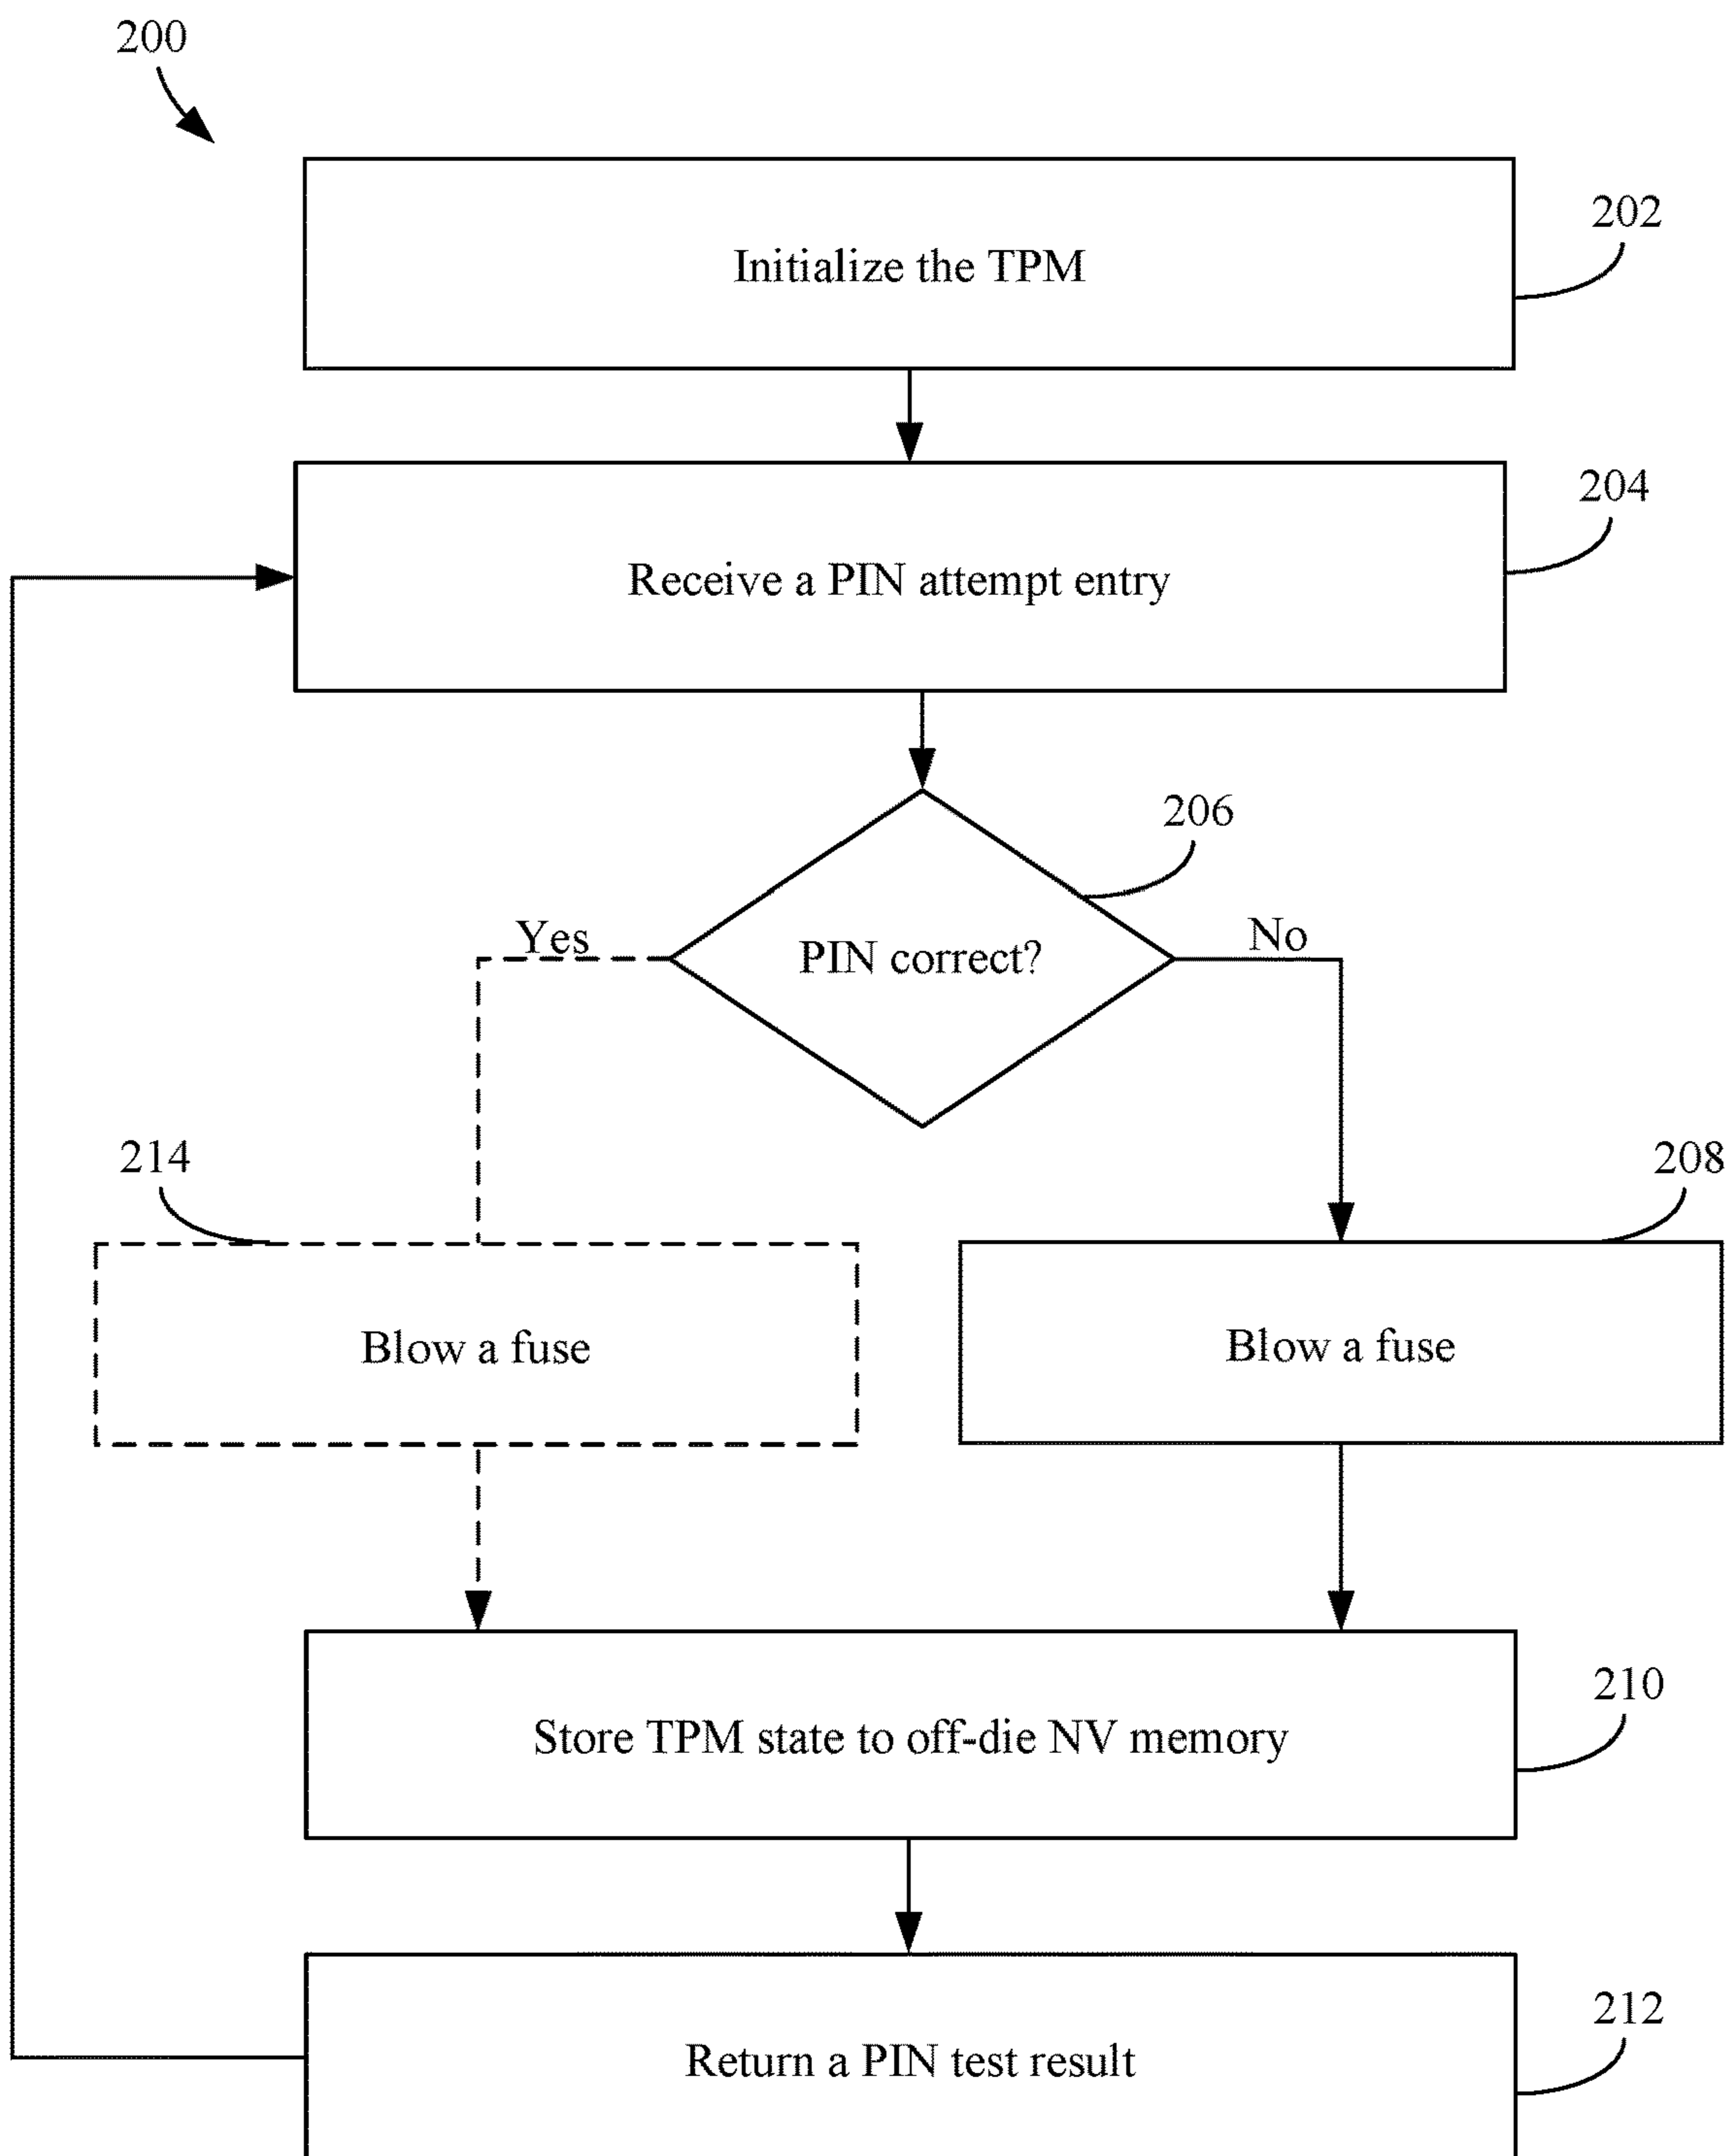 200
202
Initialize the TPM
204
Receive a PIN attempt entry
206
Yes
No
PIN correct?
214
208
Blow a fuse
Blow a fuse
210
Store TPM state to off-die NV memory
212
Return a PIN test result